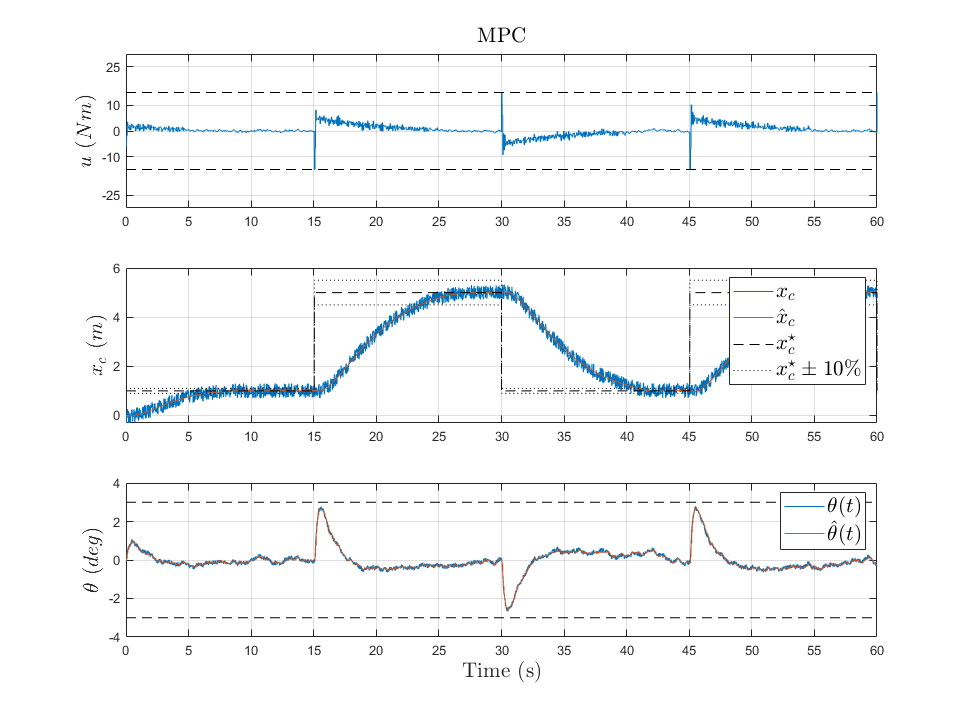 MPC
u (Nm)
25
10
0
-10
-25
0 5 10 15 20 25 30 35 40 45 50 55 60
x_c (m)
6
4
2
0
x_c
x̂_c
x_c^⋆
x_c^⋆ ± 10%
0 5 10 15 20 25 30 35 40 45 50 55 60
θ (deg)
4
2
0
-2
-4
θ(t)
θ̂(t)
0 5 10 15 20 25 30 35 40 45 50 55 60
Time (s)